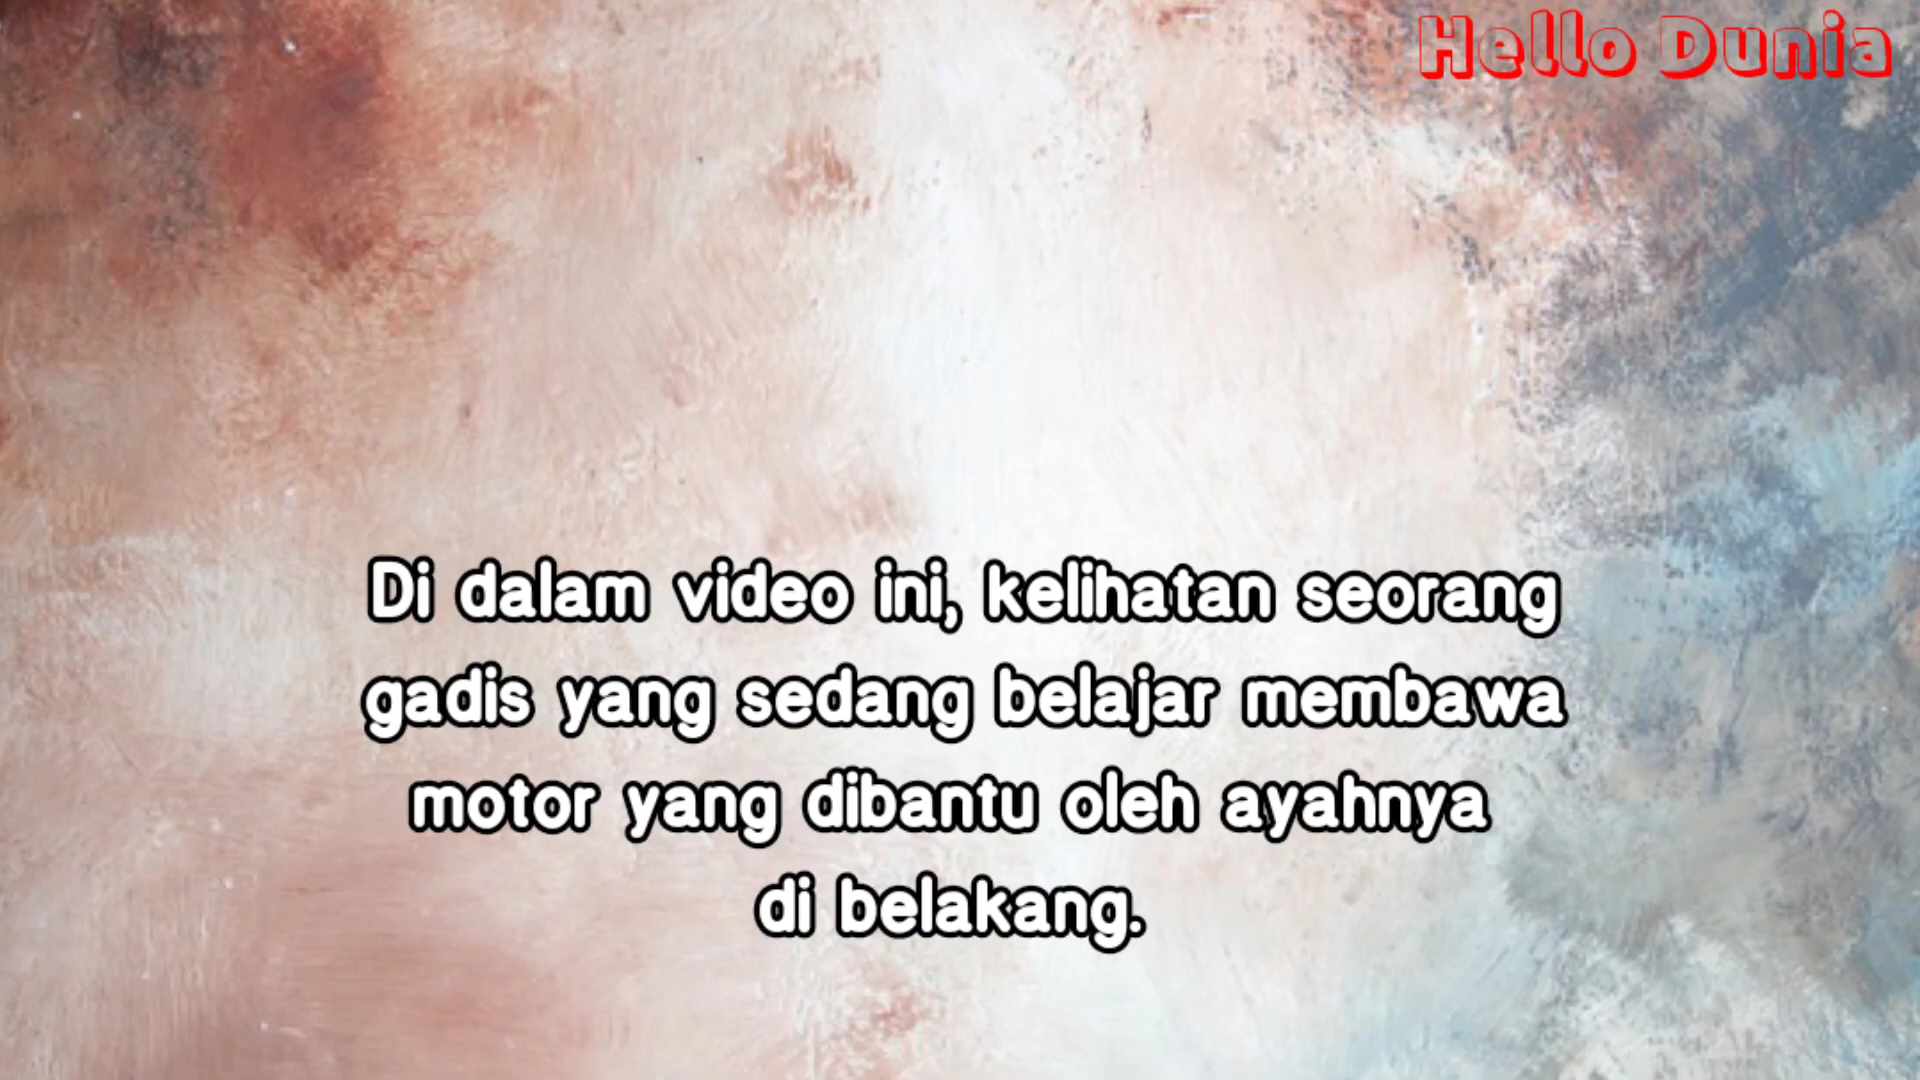 Hello Dunia
Di dalam video ini, kelihatan seorang
gadis yang sedang belajar membawa
motor yang dibantu oleh ayahnya
di belakang.